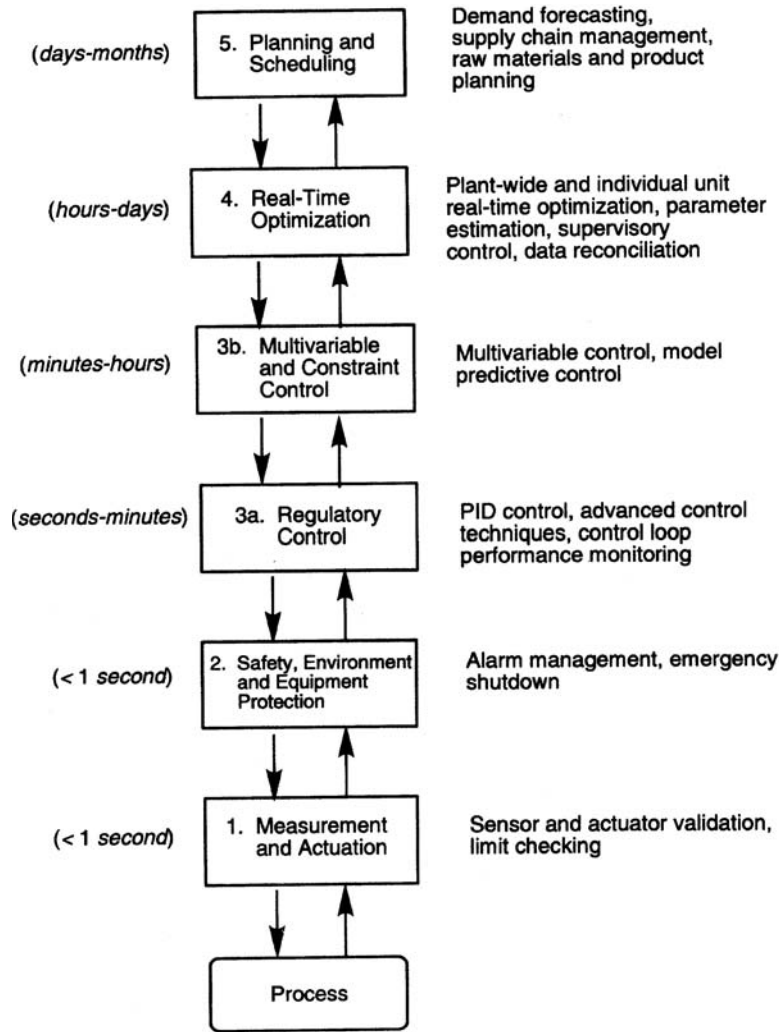 (days-months)
5. Planning and
Scheduling
Demand forecasting,
supply chain management,
raw materials and product
planning
(hours-days)
4. Real-Time
Optimization
Plant-wide and individual unit
real-time optimization, parameter
estimation, supervisory
control, data reconciliation
(minutes-hours)
3b. Multivariable
and Constraint
Control
Multivariable control, model
predictive control
(seconds-minutes)
3a. Regulatory
Control
PID control, advanced control
techniques, control loop
performance monitoring
(< 1 second)
2. Safety, Environment
and Equipment
Protection
Alarm management, emergency
shutdown
(< 1 second)
1. Measurement
and Actuation
Sensor and actuator validation,
limit checking
Process